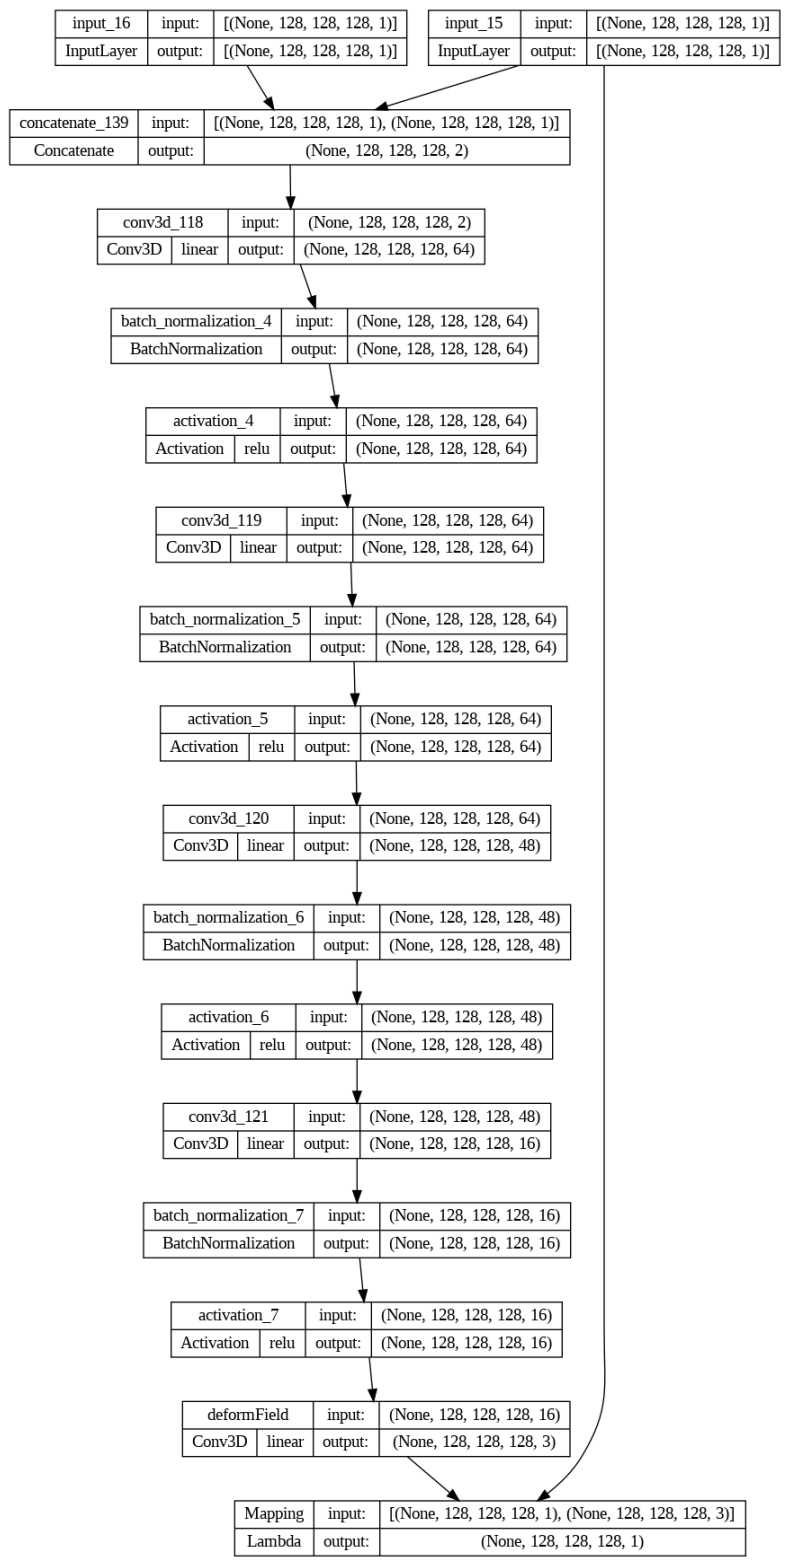 input_16 input: [(None, 128, 128, 128, 1)]
InputLayer output: [(None, 128, 128, 128, 1)]
input_15 input: [(None, 128, 128, 128, 1)]
InputLayer output: [(None, 128, 128, 128, 1)]
concatenate_139 input: [(None, 128, 128, 128, 1), (None, 128, 128, 128, 1)]
Concatenate output: (None, 128, 128, 128, 2)
conv3d_118 input: (None, 128, 128, 128, 2)
Conv3D linear output: (None, 128, 128, 128, 64)
batch_normalization_4 input: (None, 128, 128, 128, 64)
BatchNormalization output: (None, 128, 128, 128, 64)
activation_4 input: (None, 128, 128, 128, 64)
Activation relu output: (None, 128, 128, 128, 64)
conv3d_119 input: (None, 128, 128, 128, 64)
Conv3D linear output: (None, 128, 128, 128, 64)
batch_normalization_5 input: (None, 128, 128, 128, 64)
BatchNormalization output: (None, 128, 128, 128, 64)
activation_5 input: (None, 128, 128, 128, 64)
Activation relu output: (None, 128, 128, 128, 64)
conv3d_120 input: (None, 128, 128, 128, 64)
Conv3D linear output: (None, 128, 128, 128, 48)
batch_normalization_6 input: (None, 128, 128, 128, 48)
BatchNormalization output: (None, 128, 128, 128, 48)
activation_6 input: (None, 128, 128, 128, 48)
Activation relu output: (None, 128, 128, 128, 48)
conv3d_121 input: (None, 128, 128, 128, 48)
Conv3D linear output: (None, 128, 128, 128, 16)
batch_normalization_7 input: (None, 128, 128, 128, 16)
BatchNormalization output: (None, 128, 128, 128, 16)
activation_7 input: (None, 128, 128, 128, 16)
Activation relu output: (None, 128, 128, 128, 16)
deformField input: (None, 128, 128, 128, 16)
Conv3D linear output: (None, 128, 128, 128, 3)
Mapping input: [(None, 128, 128, 128, 1), (None, 128, 128, 128, 3)]
Lambda output: (None, 128, 128, 128, 1)